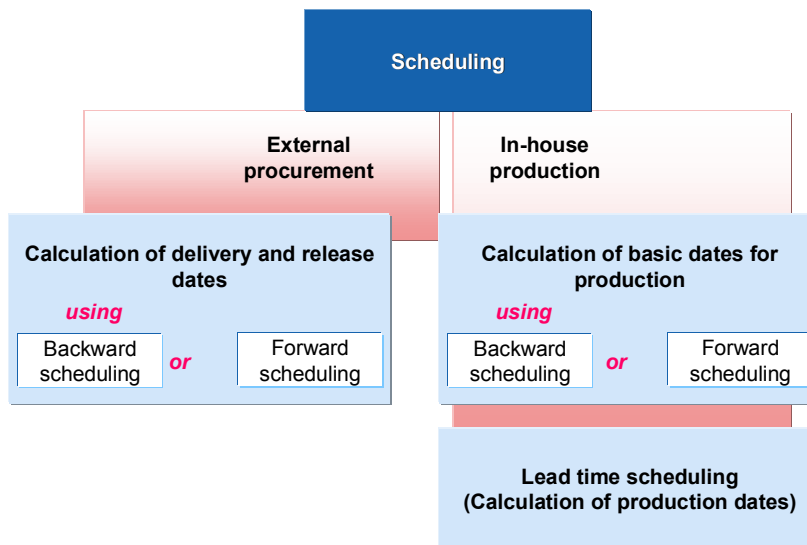 Scheduling
External
procurement
In-house
production
Calculation of delivery and release
dates
using
Backward
scheduling
or
Forward
scheduling
Calculation of basic dates for
production
using
Backward
scheduling
or
Forward
scheduling
Lead time scheduling
(Calculation of production dates)